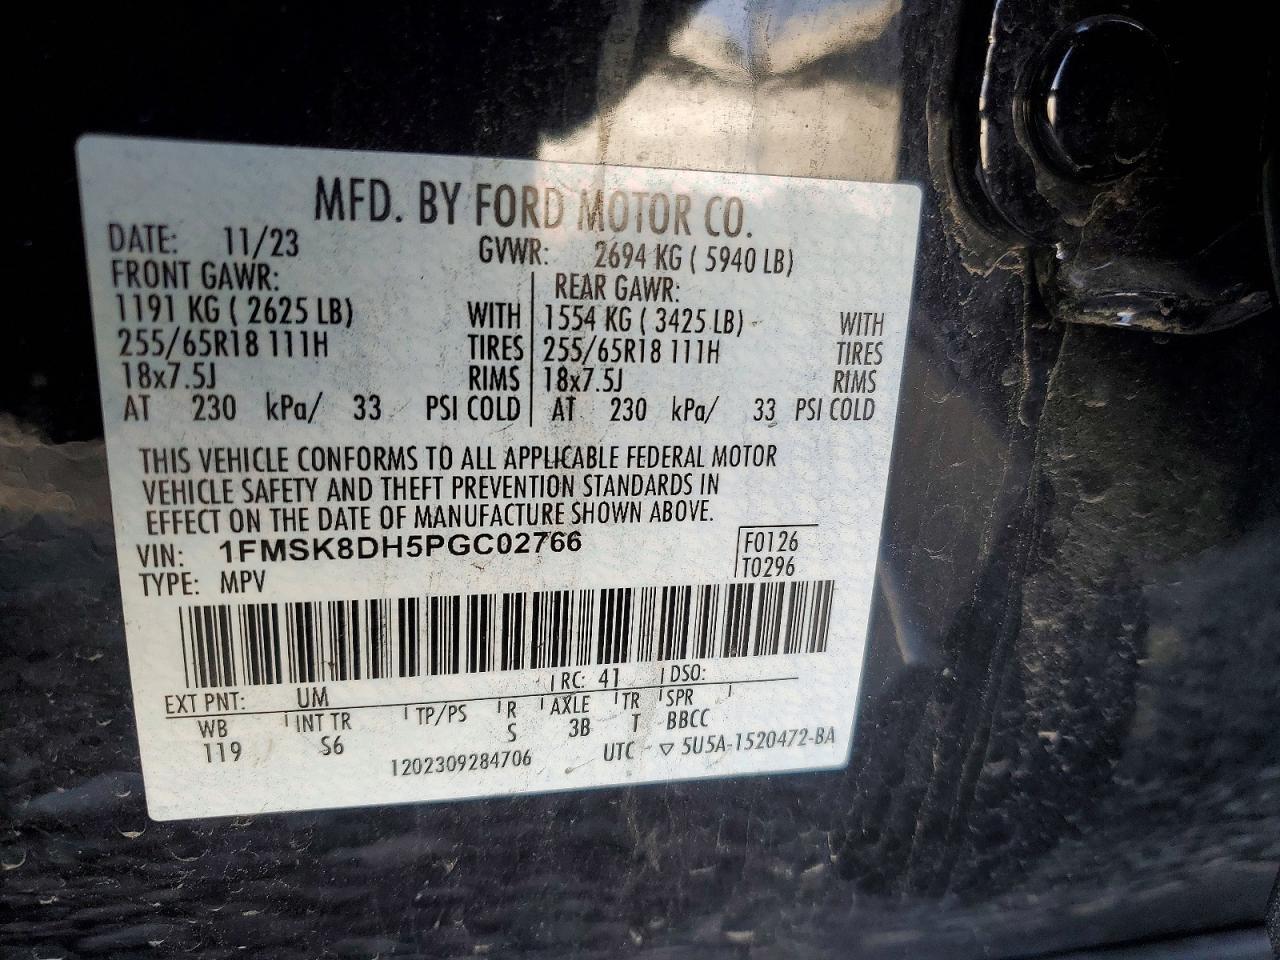 MFD. BY FORD MOTOR CO.
DATE: 11/23 GVWR: 2694 KG ( 5940 LB)
FRONT GAWR: REAR GAWR:
1191 KG ( 2625 LB) WITH 1554 KG ( 3425 LB) WITH
255/65R18 111H TIRES 255/65R18 111H TIRES
18x7.5J RIMS 18x7.5J RIMS
AT 230 kPa/ 33 PSI COLD AT 230 kPa/ 33 PSI COLD
THIS VEHICLE CONFORMS TO ALL APPLICABLE FEDERAL MOTOR
VEHICLE SAFETY AND THEFT PREVENTION STANDARDS IN
EFFECT ON THE DATE OF MANUFACTURE SHOWN ABOVE.
VIN: 1FMSK8DH5PGC02766 F0126
TYPE: MPV T0296
EXT PNT: UM RC: 41 DSO:
WB INT TR TP/PS R AXLE TR SPR
119 S6 S 3B T BBCC
1202309284706 UTC ▽ 5U5A-1520472-BA